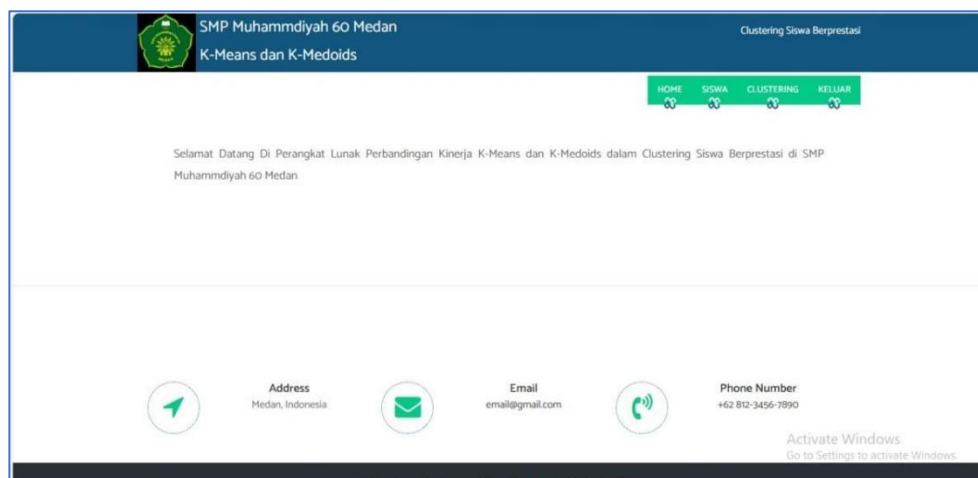 SMP Muhammdiyah 60 Medan
K-Means dan K-Medoids
Clustering Siswa Berprestasi
HOME SISWA CLUSTERING KELUAR
Selamat Datang Di Perangkat Lunak Perbandingan Kinerja K-Means dan K-Medoids dalam Clustering Siswa Berprestasi di SMP
Muhammdiyah 60 Medan
Address
Medan, Indonesia
Email
email@gmail.com
Phone Number
+62 812-3456-7890
Activate Windows
Go to Settings to activate Windows.